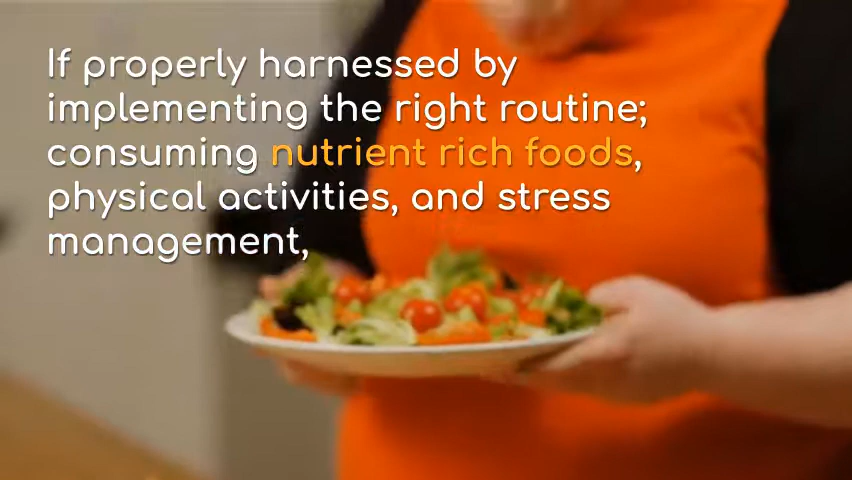 If properly harnessed by
implementing the right routine;
consuming nutrient rich foods,
physical activities, and stress
management,